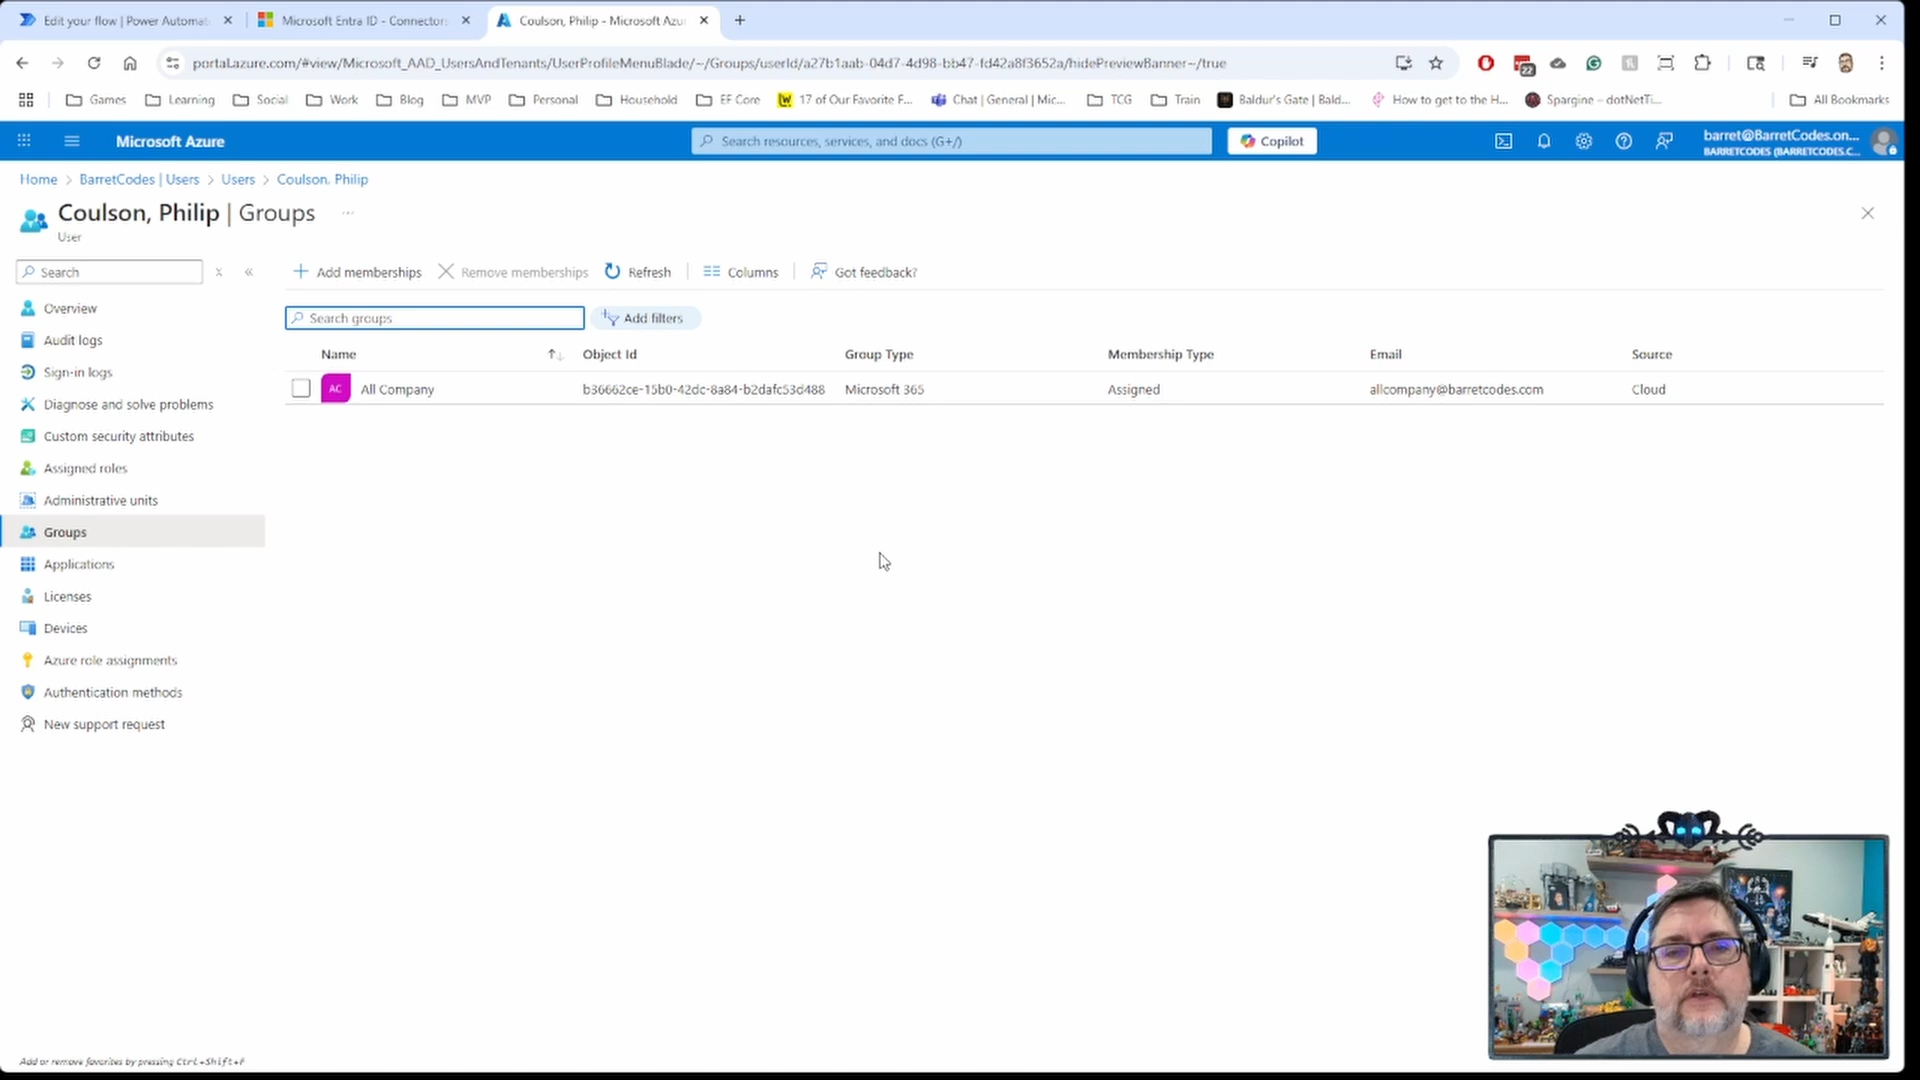 Edit your flow | Power Automat
Microsoft Entra ID - Connectors
Coulson, Philip - Microsoft Azu
portal.azure.com/#view/Microsoft_AAD_UsersAndTenants/UserProfileMenuBlade/~/Groups/userId/a27b1aab-04d7-4d98-bb47-fd42a8f3652a/hidePreviewBanner~/true
22
Games
Learning
Social
Work
Blog
MVP
Personal
Household
EF Core
17 of Our Favorite F...
Chat | General | Mic...
TCG
Train
Baldur's Gate | Bald...
How to get to the H...
Spargine – dotNetTi...
All Bookmarks
Microsoft Azure
Search resources, services, and docs (G+/)
Copilot
barret@BarretCodes.on...
BARRETCODES (BARRETCODES.C...
Home > BarretCodes | Users > Users > Coulson, Philip
Coulson, Philip | Groups ...
User
Search
Add memberships
Remove memberships
Refresh
Columns
Got feedback?
Overview
Audit logs
Sign-in logs
Diagnose and solve problems
Custom security attributes
Assigned roles
Administrative units
Groups
Applications
Licenses
Devices
Azure role assignments
Authentication methods
New support request
Search groups
Add filters
Name Object Id Group Type Membership Type Email Source
AC All Company b36662ce-15b0-42dc-8a84-b2dafc53d488 Microsoft 365 Assigned allcompany@barretcodes.com Cloud
Add or remove favorites by pressing Ctrl+Shift+F